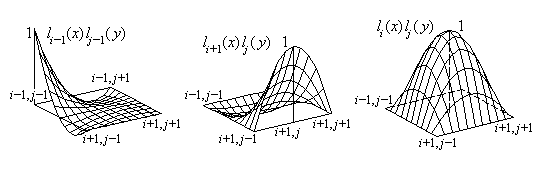 1 l_{i−1}(x)l_{j−1}(y)
i−1,j+1
i−1,j−1
i+1,j−1 i+1,j+1
l_{i+1}(x)l_j(y) 1
i−1,j−1
i+1,j−1 i+1,j i+1,j+1
l_i(x)l_j(y) 1
i−1,j−1
i+1,j−1 i+1,j+1